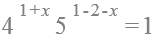 4^{1+x} 5^{1-2-x} =1